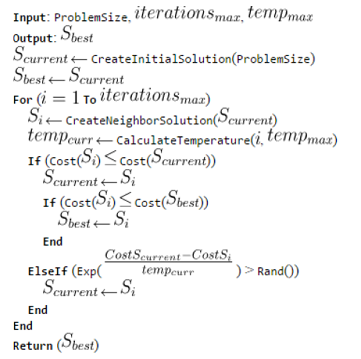 Input: ProblemSize, iterations_max, temp_max
Output: S_best
S_current ← CreateInitialSolution(ProblemSize)
S_best ← S_current
For (i = 1 To iterations_max)
S_i ← CreateNeighborSolution(S_current)
temp_curr ← CalculateTemperature(i, temp_max)
If (Cost(S_i) ≤ Cost(S_current))
S_current ← S_i
If (Cost(S_i) ≤ Cost(S_best))
S_best ← S_i
End
ElseIf (Exp((CostS_current−CostS_i)/temp_curr) > Rand())
S_current ← S_i
End
End
Return (S_best)